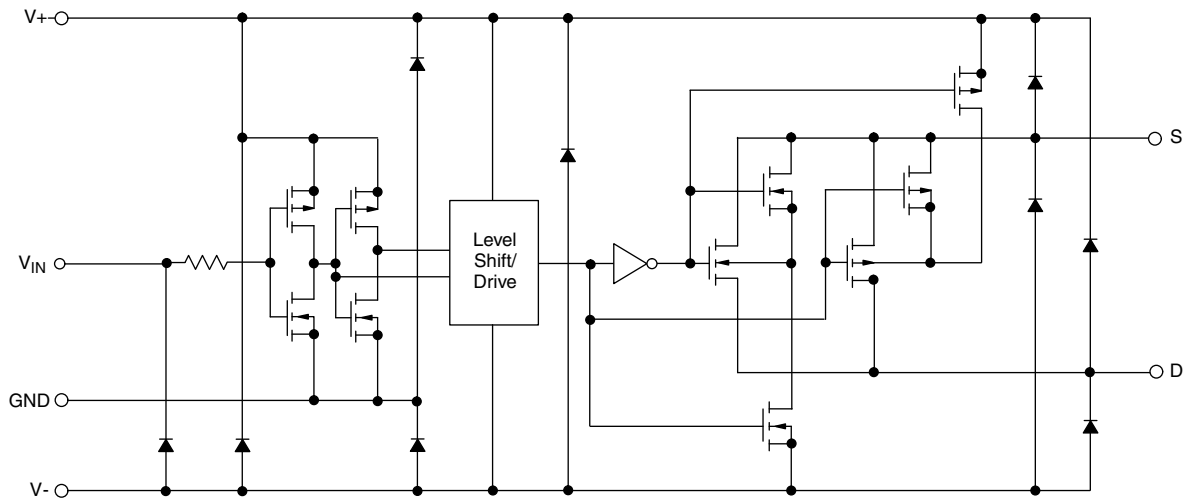 V+
S
Level
Shift/
Drive
VIN
D
GND
V-